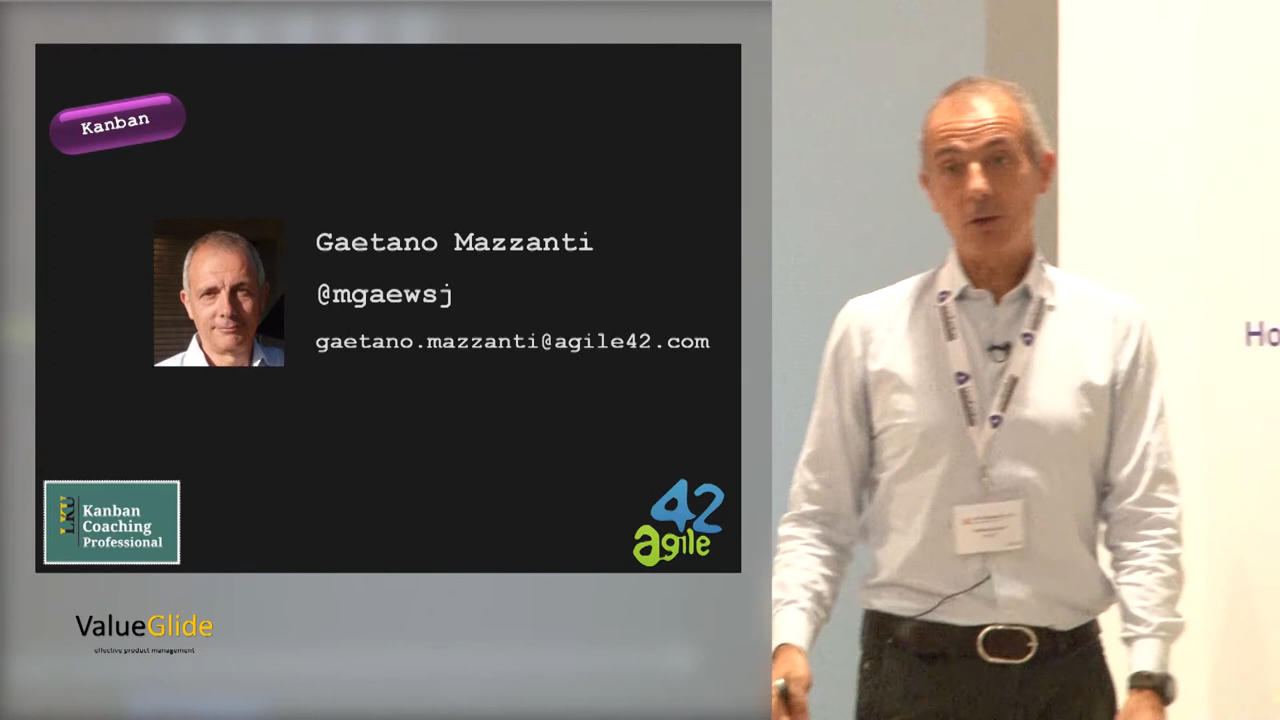 Kanban
Gaetano Mazzanti
@mgaewsj
gaetano.mazzanti@agile42.com
LKU
Kanban
Coaching
Professional
42
agile
ValueGlide
effective product management
Ho